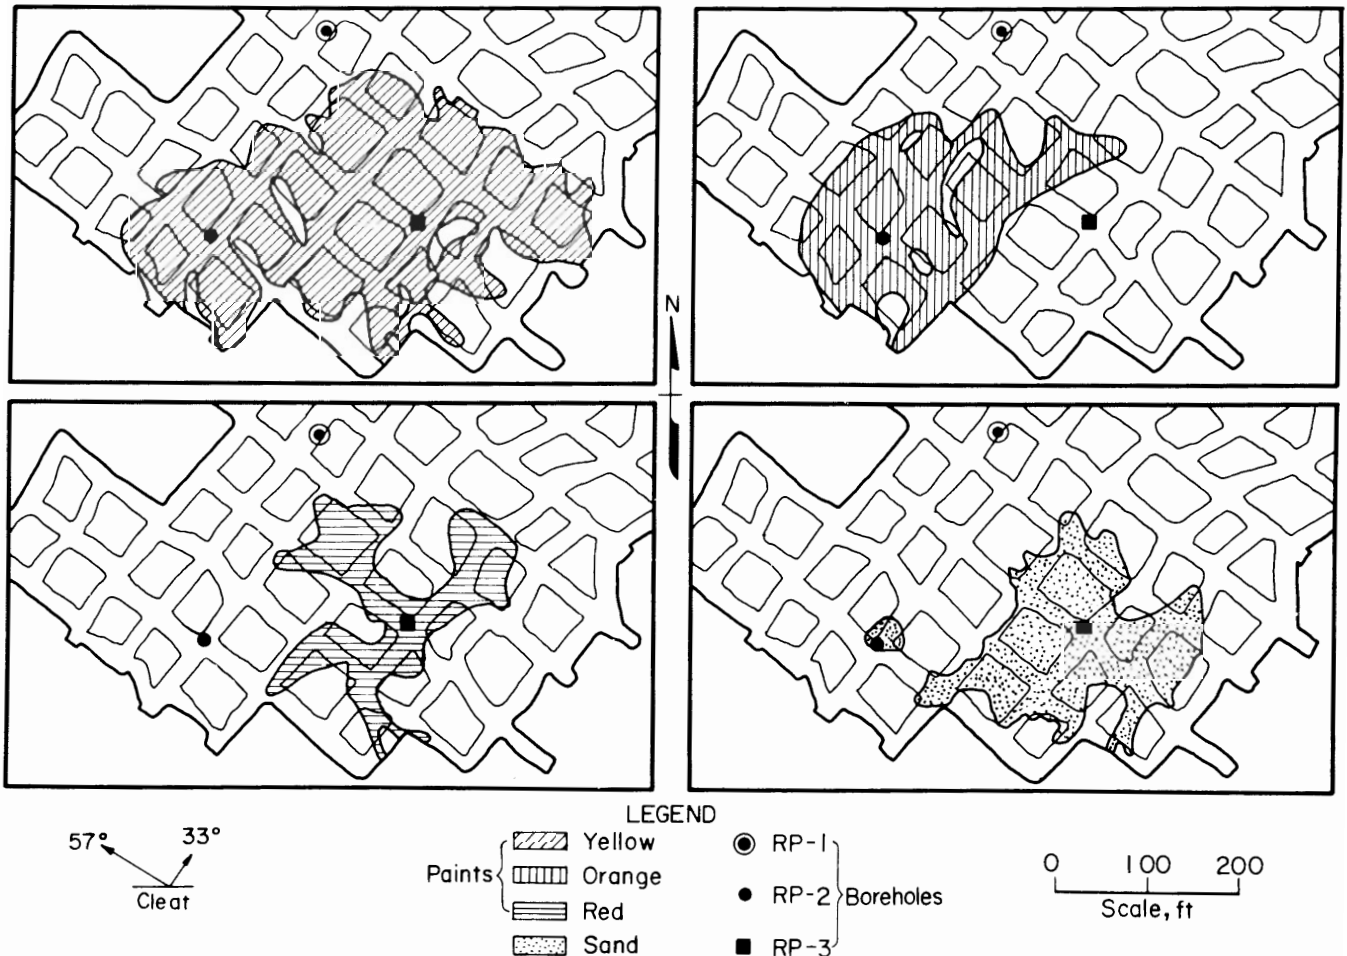 N
LEGEND
57° 33°
Cleat
Paints
Yellow
Orange
Red
Sand
RP-1
RP-2
RP-3
Boreholes
0 100 200
Scale, ft